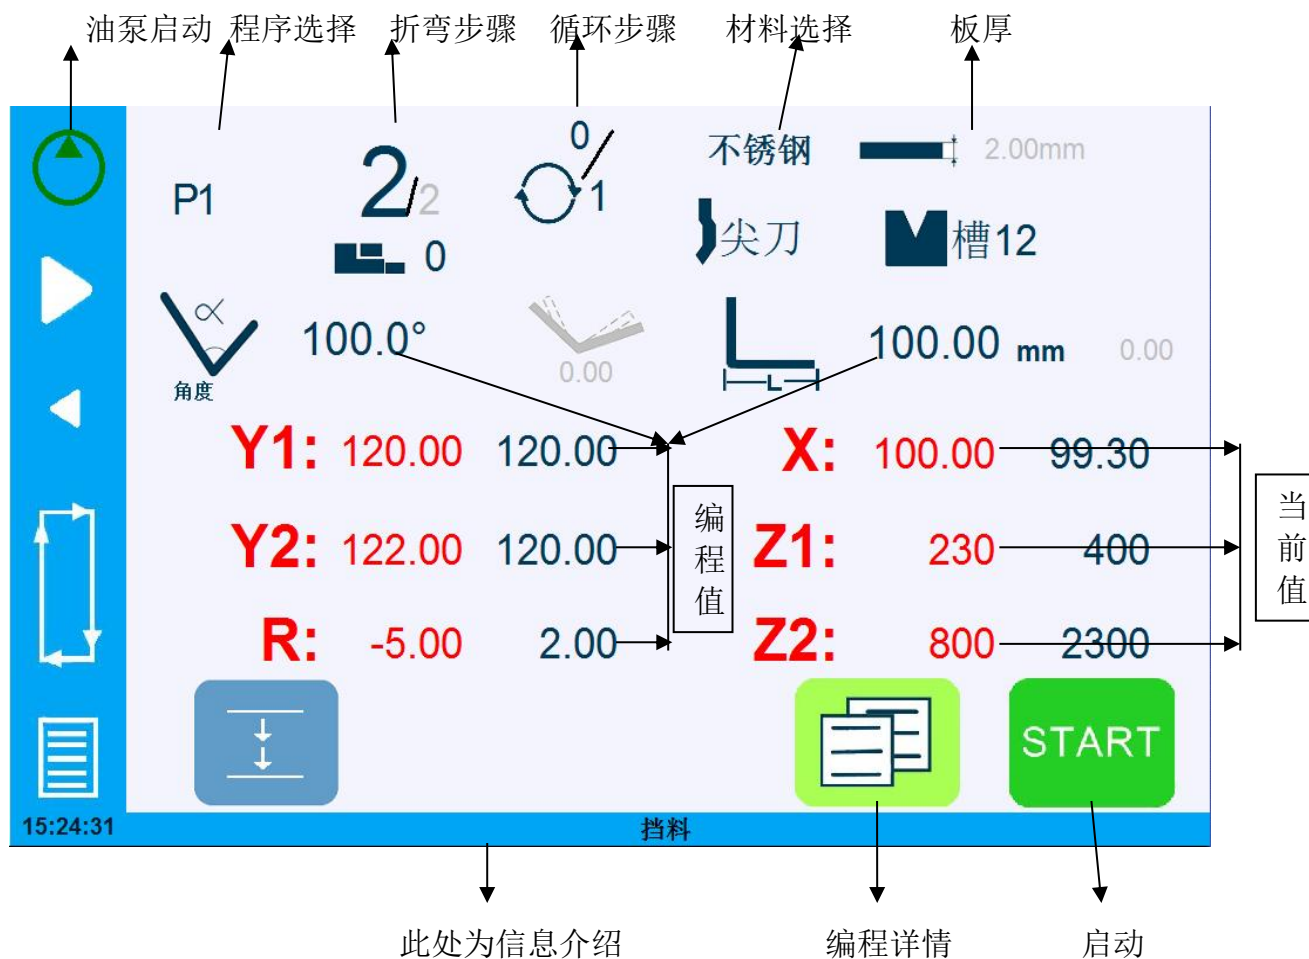 油泵启动 程序选择 折弯步骤 循环步骤 材料选择 板厚
P1
2/2
0/1
不锈钢
2.00mm
0
尖刀
槽12
α
角度
100.0°
0.00
L
100.00 mm
0.00
Y1: 120.00 120.00
X: 100.00 99.30
Y2: 122.00 120.00
Z1: 230 400
R: -5.00 2.00
Z2: 800 2300
编程值
当前值
START
15:24:31
挡料
此处为信息介绍 编程详情 启动